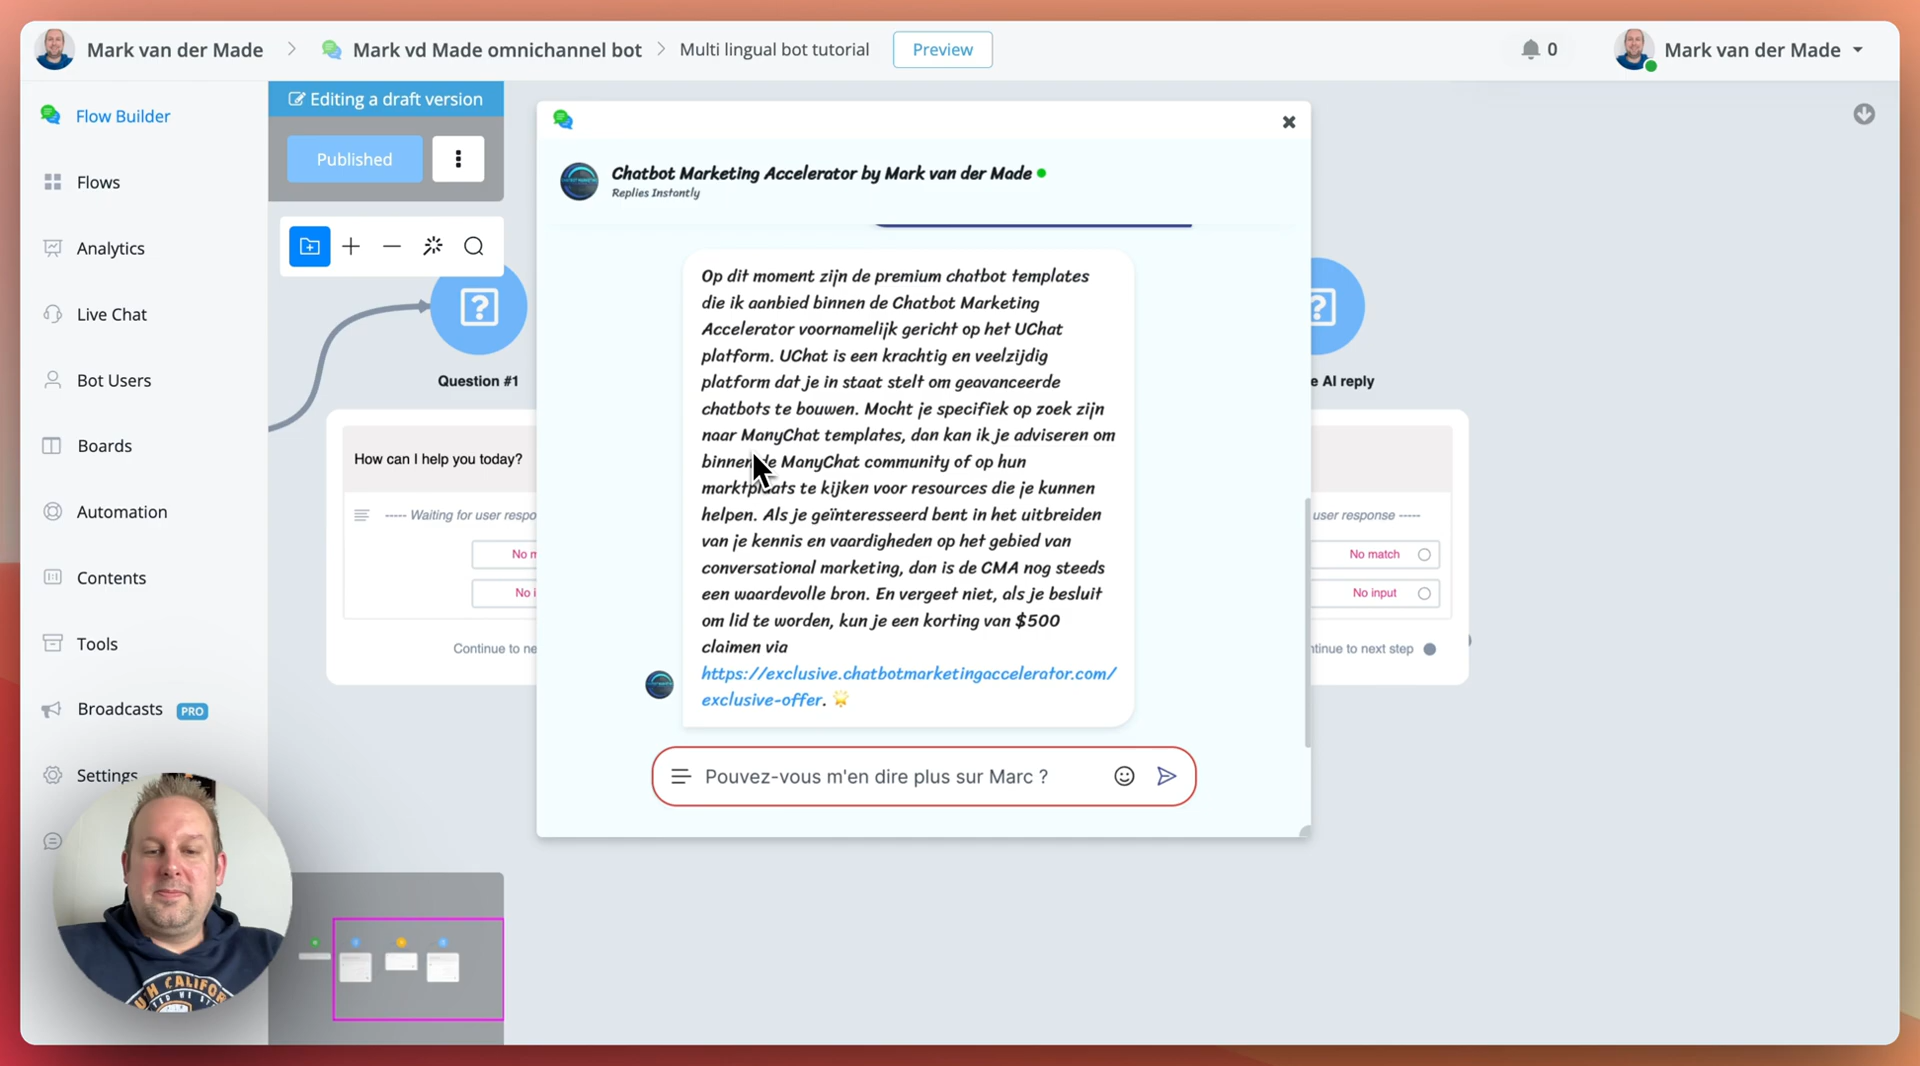 Mark van der Made
Mark vd Made omnichannel bot
Multi lingual bot tutorial
Preview
0
Mark van der Made
Flow Builder
Flows
Analytics
Live Chat
Bot Users
Boards
Automation
Contents
Tools
Broadcasts PRO
Settings
Editing a draft version
Published
Question #1
How can I help you today?
----- Waiting for user respo
No m
No i
Continue to ne
Chatbot Marketing Accelerator by Mark van der Made
Replies Instantly
Op dit moment zijn de premium chatbot templates
die ik aanbied binnen de Chatbot Marketing
Accelerator voornamelijk gericht op het UChat
platform. UChat is een krachtig en veelzijdig
platform dat je in staat stelt om geavanceerde
chatbots te bouwen. Mocht je specifiek op zoek zijn
naar ManyChat templates, dan kan ik je adviseren om
binnen de ManyChat community of op hun
marktplaats te kijken voor resources die je kunnen
helpen. Als je geïnteresseerd bent in het uitbreiden
van je kennis en vaardigheden op het gebied van
conversational marketing, dan is de CMA nog steeds
een waardevolle bron. En vergeet niet, als je besluit
om lid te worden, kun je een korting van $500
claimen via
https://exclusive.chatbotmarketingaccelerator.com/
exclusive-offer. 🌟
Pouvez-vous m'en dire plus sur Marc ?
e AI reply
user response -----
No match
No input
ntinue to next step